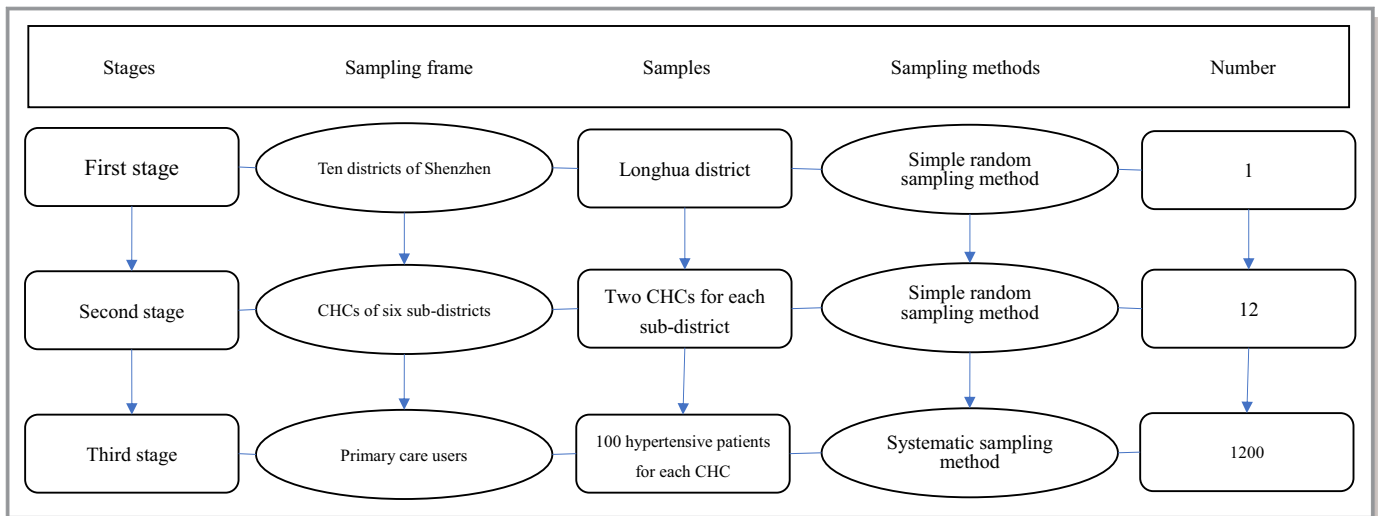 Stages Sampling frame Samples Sampling methods Number
First stage
Ten districts of Shenzhen
Longhua district
Simple random
sampling method
1
Second stage
CHCs of six sub-districts
Two CHCs for each
sub-district
Simple random
sampling method
12
Third stage
Primary care users
100 hypertensive patients
for each CHC
Systematic sampling
method
1200